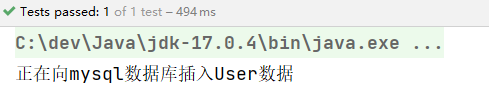 Tests passed: 1 of 1 test – 494 ms
C:\dev\Java\jdk-17.0.4\bin\java.exe ...
正在向mysql数据库插入User数据